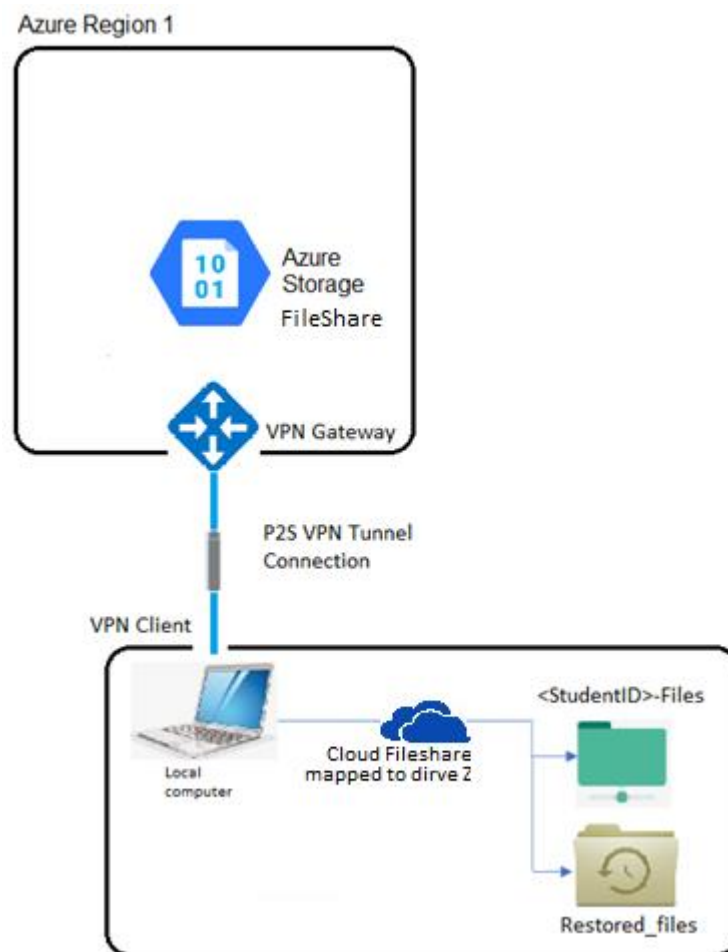 Azure Region 1
10
01
Azure
Storage
FileShare
VPN Gateway
P2S VPN Tunnel
Connection
VPN Client
<StudentID>-Files
Cloud Fileshare
mapped to dirve Z
Local
computer
Restored_files